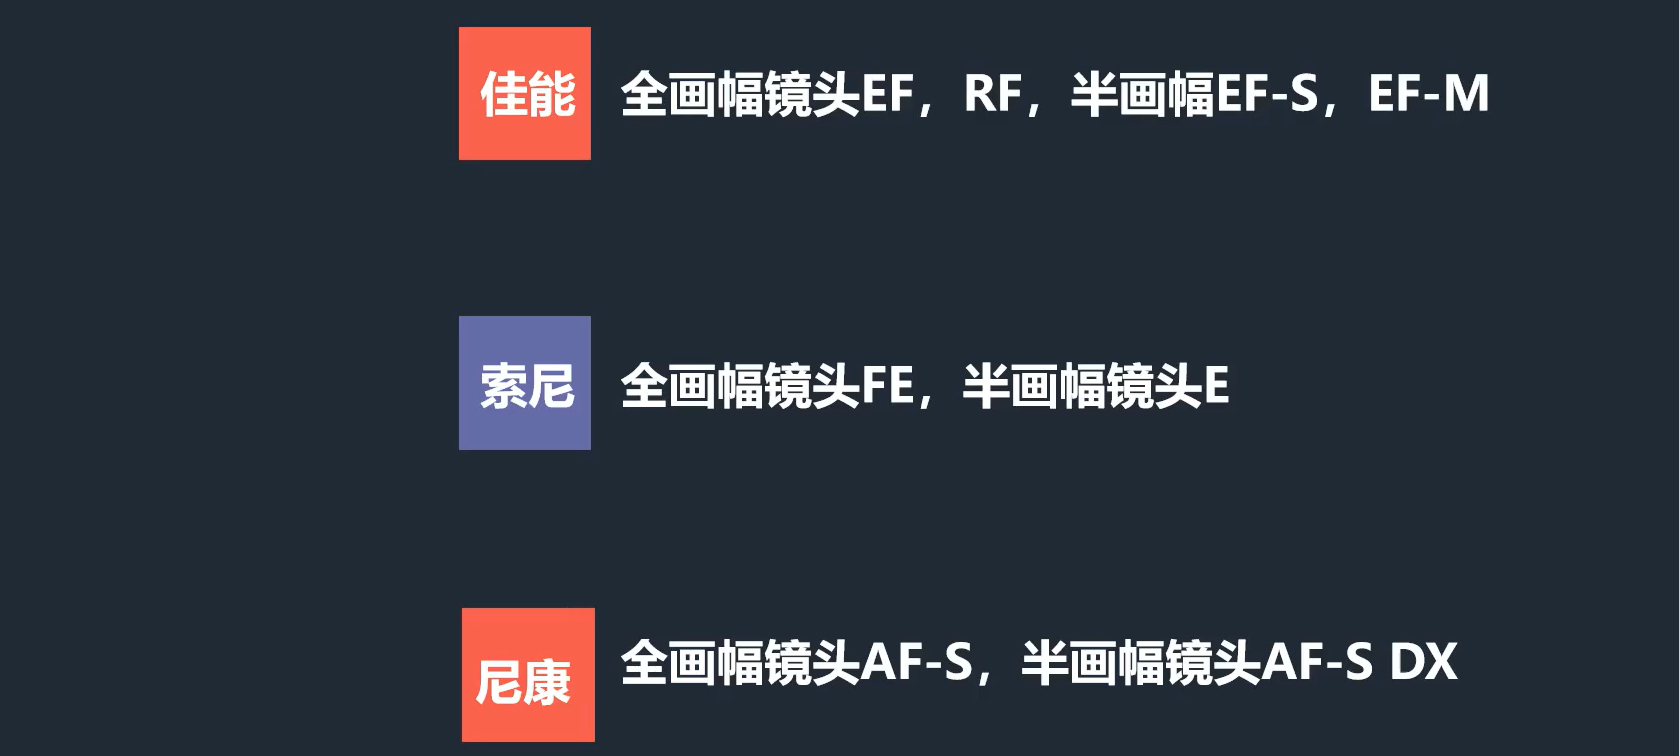 佳能
全画幅镜头EF，RF，半画幅EF-S，EF-M
索尼
全画幅镜头FE，半画幅镜头E
尼康
全画幅镜头AF-S，半画幅镜头AF-S DX